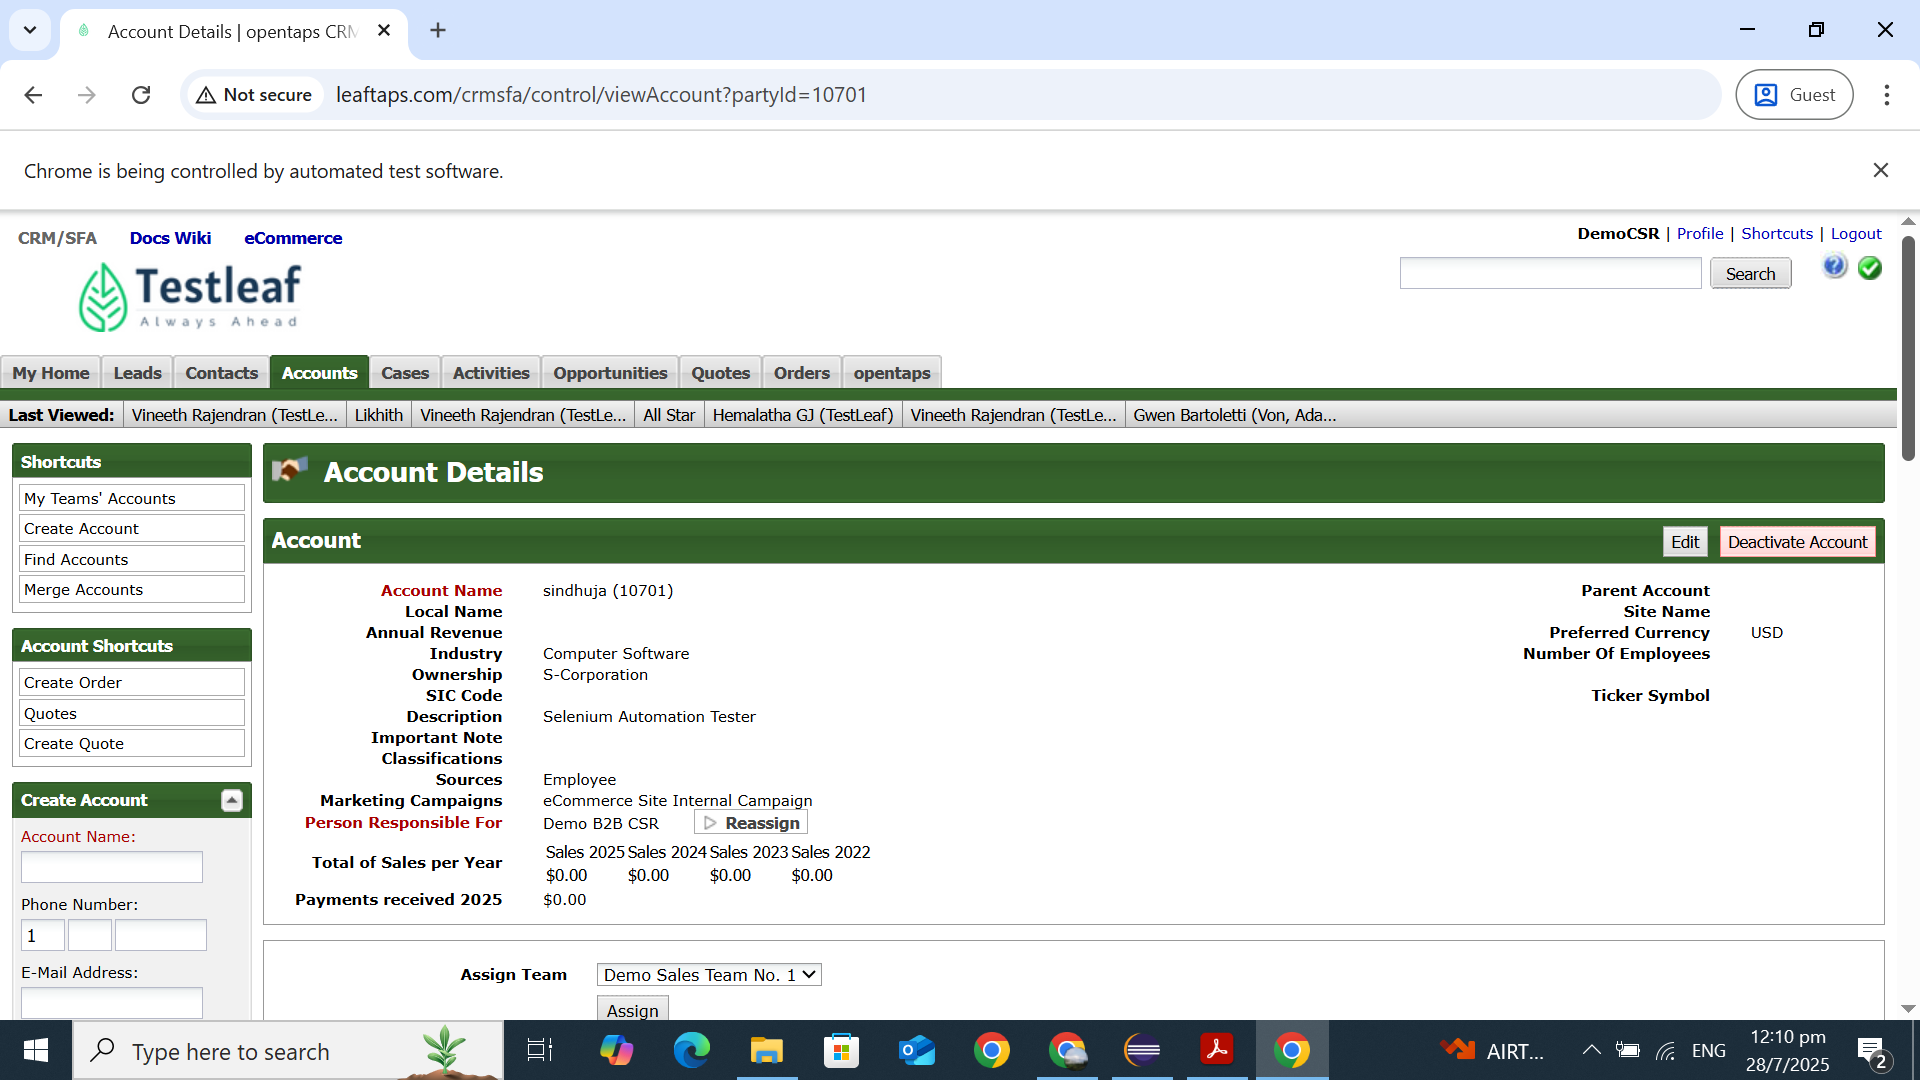 Account Details | opentaps CRM
Not secure
leaftaps.com/crmsfa/control/viewAccount?partyId=10701
Guest
Chrome is being controlled by automated test software.
CRM/SFA Docs Wiki eCommerce
DemoCSR | Profile | Shortcuts | Logout
Testleaf
Always Ahead
Search
My Home Leads Contacts Accounts Cases Activities Opportunities Quotes Orders opentaps
Last Viewed: Vineeth Rajendran (TestLe... Likhith Vineeth Rajendran (TestLe... All Star Hemalatha GJ (TestLeaf) Vineeth Rajendran (TestLe... Gwen Bartoletti (Von, Ada...
Shortcuts
My Teams' Accounts
Create Account
Find Accounts
Merge Accounts
Account Shortcuts
Create Order
Quotes
Create Quote
Create Account
Account Name:
Phone Number:
1
E-Mail Address:
Account Details
Account
Edit Deactivate Account
Account Name sindhuja (10701)
Local Name
Annual Revenue
Industry Computer Software
Ownership S-Corporation
SIC Code
Description Selenium Automation Tester
Important Note
Classifications
Sources Employee
Marketing Campaigns eCommerce Site Internal Campaign
Person Responsible For Demo B2B CSR Reassign
Total of Sales per Year
Sales 2025 Sales 2024 Sales 2023 Sales 2022
$0.00 $0.00 $0.00 $0.00
Payments received 2025 $0.00
Parent Account
Site Name
Preferred Currency USD
Number Of Employees
Ticker Symbol
Assign Team Demo Sales Team No. 1
Assign
Type here to search
AIRT...
ENG
12:10 pm
28/7/2025
2